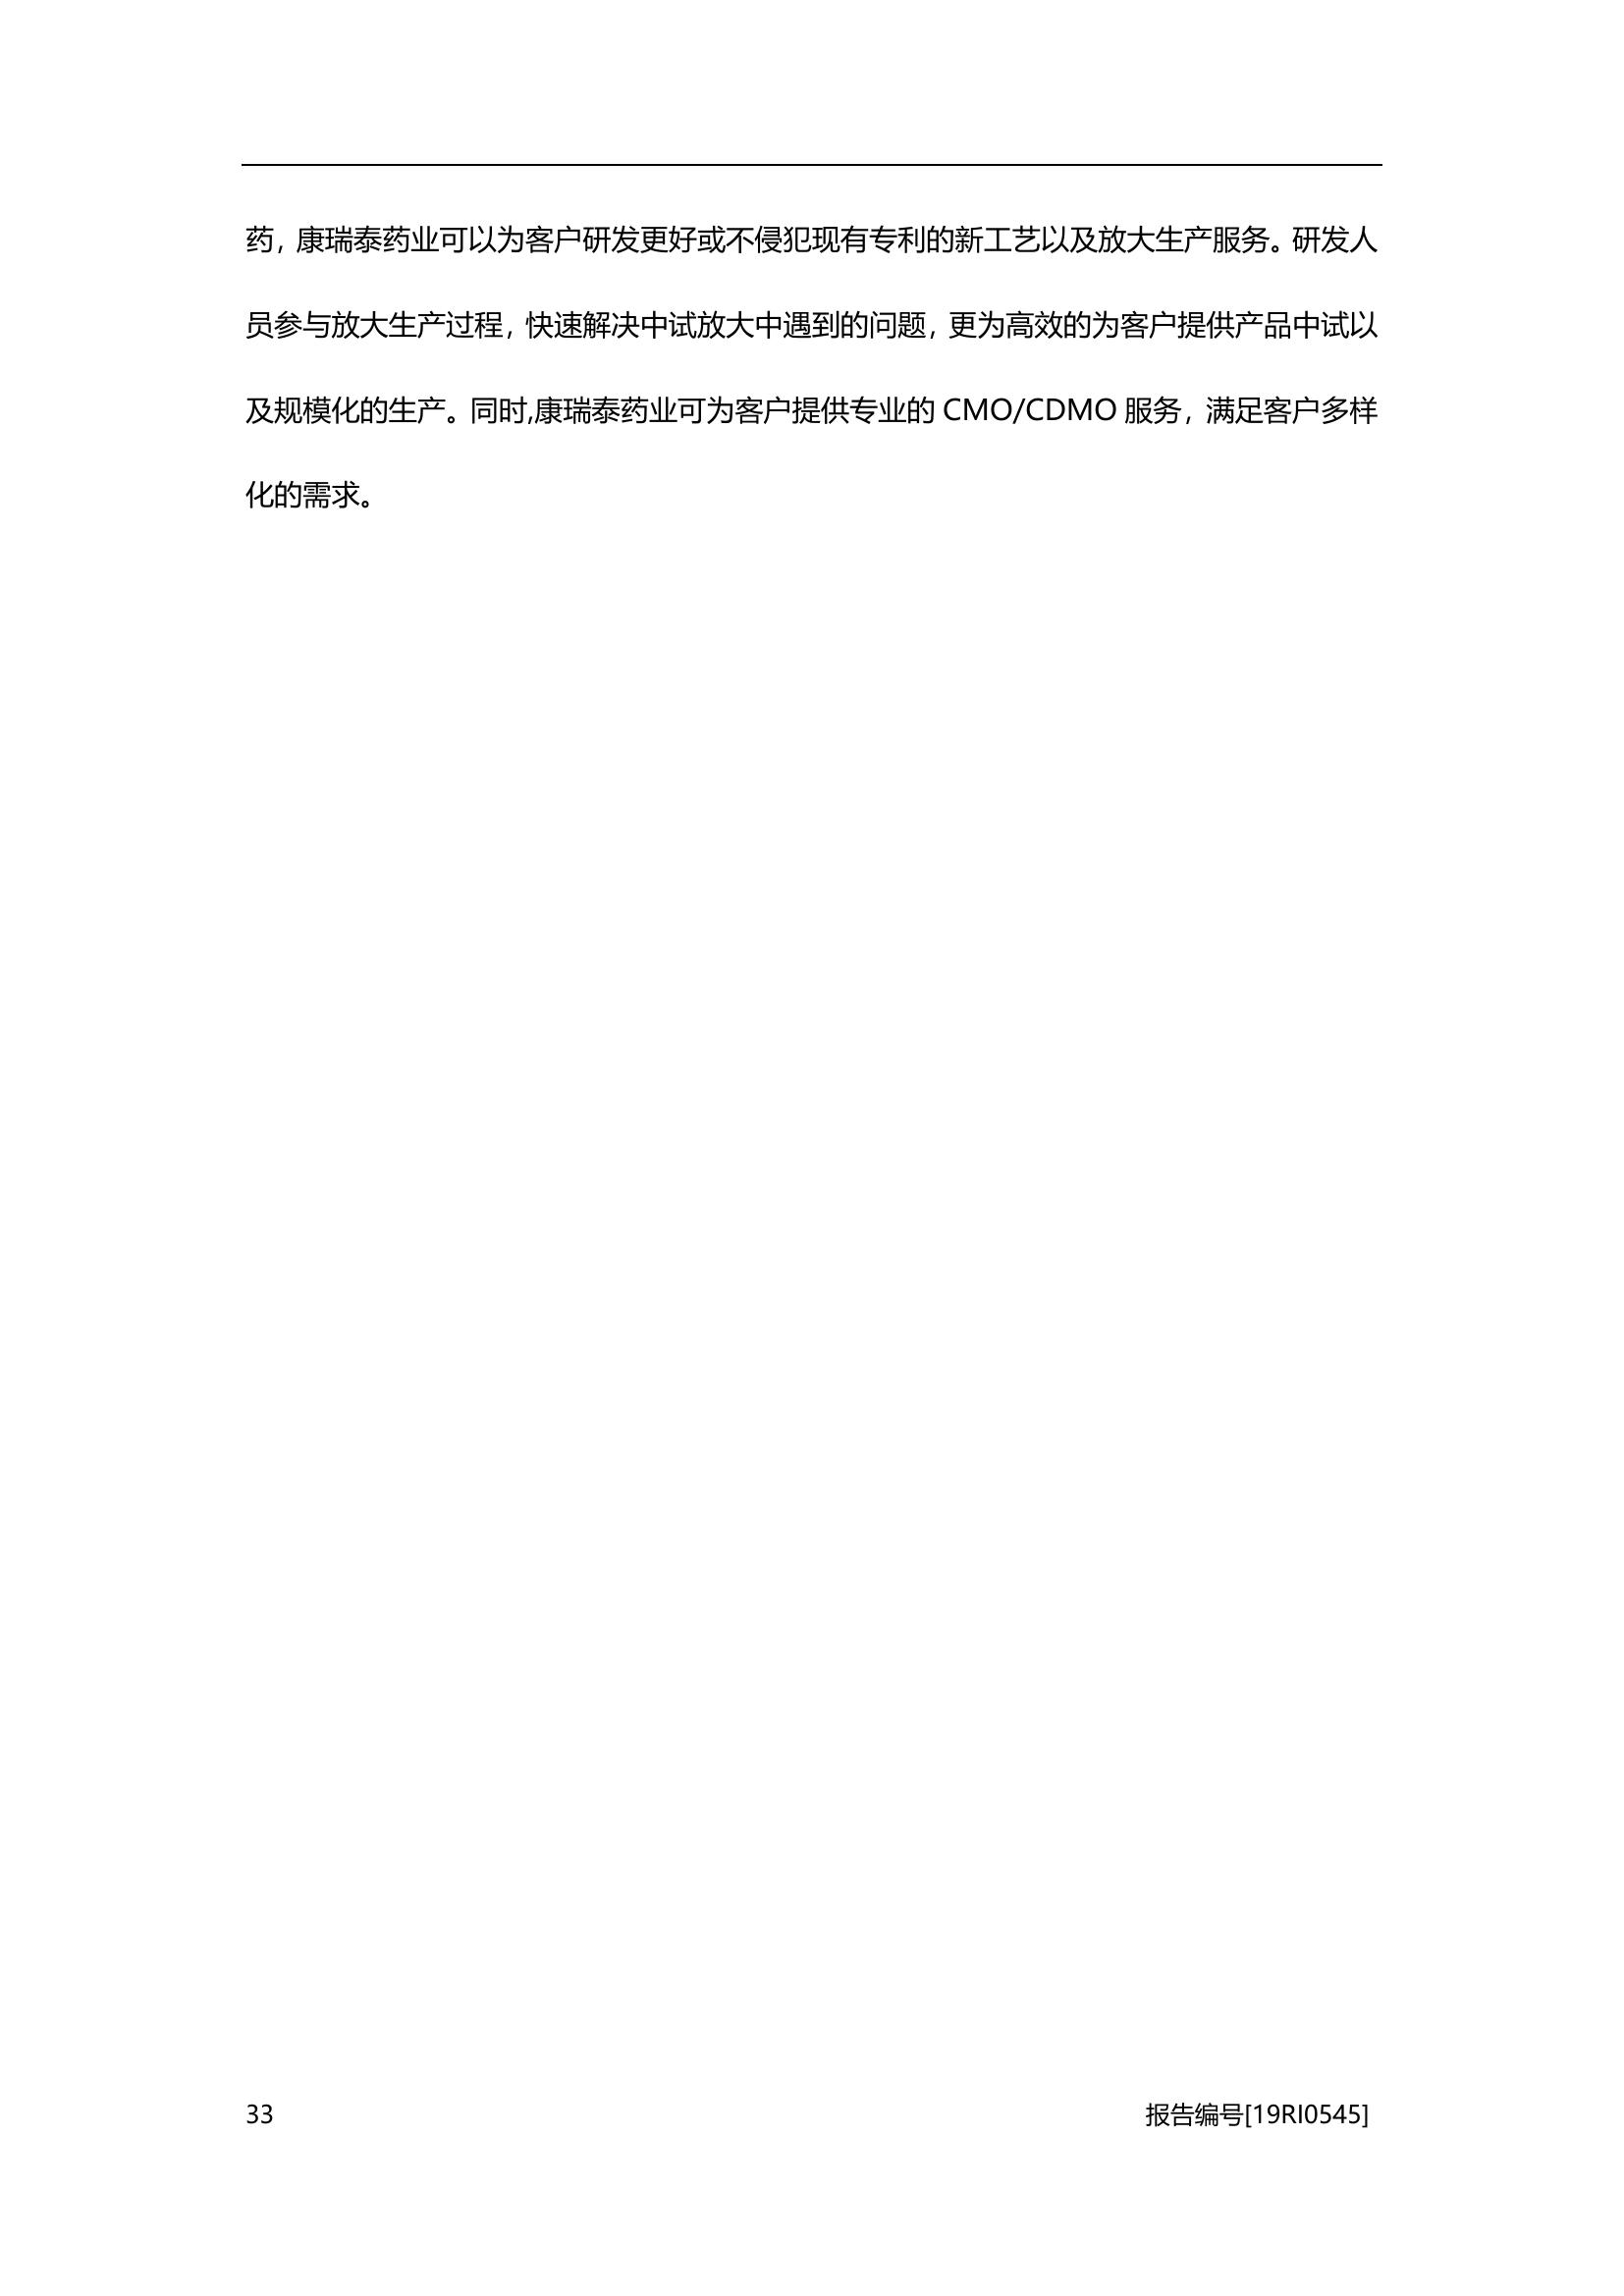 药，康瑞泰药业可以为客户研发更好或不侵犯现有专利的新工艺以及放大生产服务。研发人
员参与放大生产过程，快速解决中试放大中遇到的问题，更为高效的为客户提供产品中试以
及规模化的生产。同时,康瑞泰药业可为客户提供专业的 CMO/CDMO 服务，满足客户多样
化的需求。
33
报告编号[19RI0545]